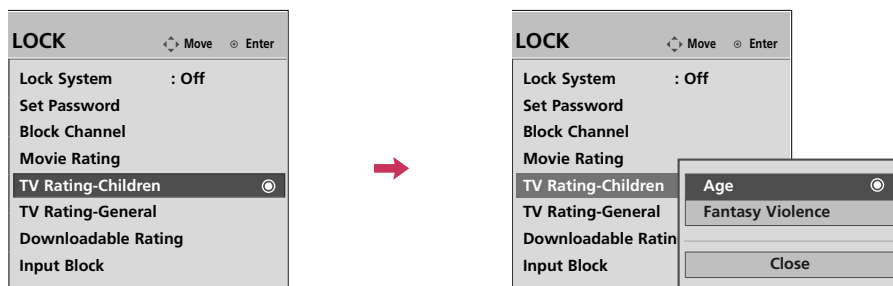 LOCK Move Enter
Lock System : Off
Set Password
Block Channel
Movie Rating
TV Rating-Children
TV Rating-General
Downloadable Rating
Input Block
LOCK Move Enter
Lock System : Off
Set Password
Block Channel
Movie Rating
TV Rating-Children
TV Rating-General
Downloadable Ratin
Input Block
Age
Fantasy Violence
Close